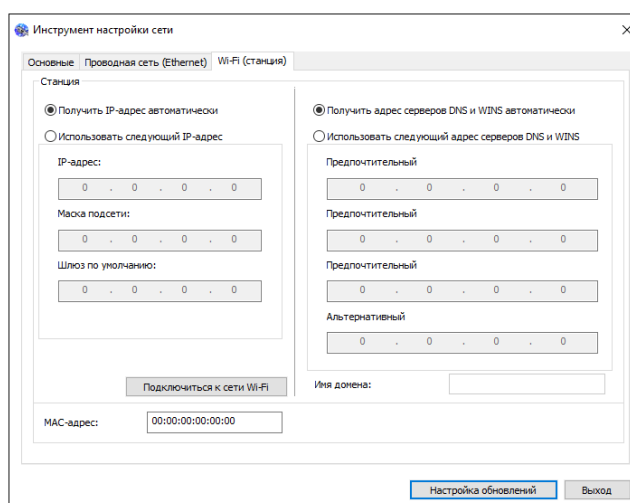 Инструмент настройки сети
Основные
Проводная сеть (Ethernet)
Wi-Fi (станция)
Станция
Получить IP-адрес автоматически
Использовать следующий IP-адрес
IP-адрес:
0 . 0 . 0 . 0
Маска подсети:
0 . 0 . 0 . 0
Шлюз по умолчанию:
0 . 0 . 0 . 0
Подключиться к сети Wi-Fi
Получить адрес серверов DNS и WINS автоматически
Использовать следующий адрес серверов DNS и WINS
Предпочтительный
0 . 0 . 0 . 0
Предпочтительный
0 . 0 . 0 . 0
Предпочтительный
0 . 0 . 0 . 0
Альтернативный
0 . 0 . 0 . 0
Имя домена:
MAC-адрес:
00:00:00:00:00:00
Настройка обновлений
Выход